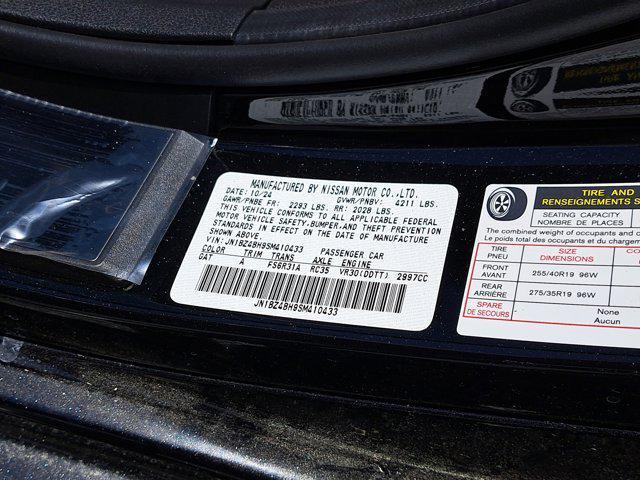 MANUFACTURED BY NISSAN MOTOR CO.,LTD.
DATE: 10/24 GVWR/PNBV: 4211 LBS.
GAWR/PNBE FR: 2293 LBS. RR: 2028 LBS.
THIS VEHICLE CONFORMS TO ALL APPLICABLE FEDERAL
MOTOR VEHICLE SAFETY,BUMPER,AND THEFT PREVENTION
STANDARDS IN EFFECT ON THE DATE OF MANUFACTURE
SHOWN ABOVE.
VIN: JN1BZ4BH9SM410433 PASSENGER CAR
COLOR TRIM TRANS AXLE ENGINE
GAT A FS6R31A RC35 VR30(DDTT) 2997CC
JN1BZ4BH9SM410433
TIRE AND
RENSEIGNEMENTS S
SEATING CAPACITY
NOMBRE DE PLACES
The combined weight of occupants and
Le poids total des occupants et du
TIRE SIZE
PNEU DIMENSIONS
FRONT 255/40R19 96W
AVANT
REAR 275/35R19 96W
ARRIÈRE
SPARE None
DE SECOURS Aucun